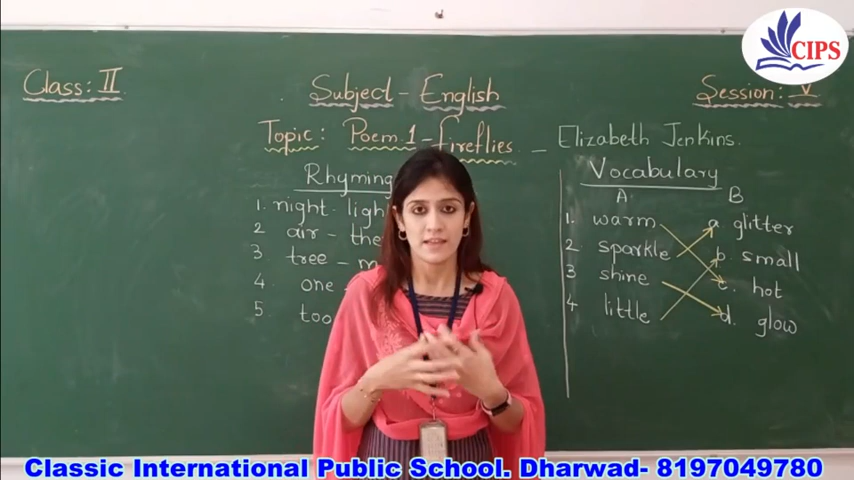 CIPS
Class: II
Subject - English
Session: V
Topic: Poem.1 - fireflies _ Elizabeth Jenkins.
Rhyming
1. night - light
2 air - the
3 tree -
4 one -
5 too
Vocabulary
A B
1. warm a. glitter
2 sparkle b. small
3 shine c. hot
4 little d. glow
Classic International Public School. Dharwad- 8197049780